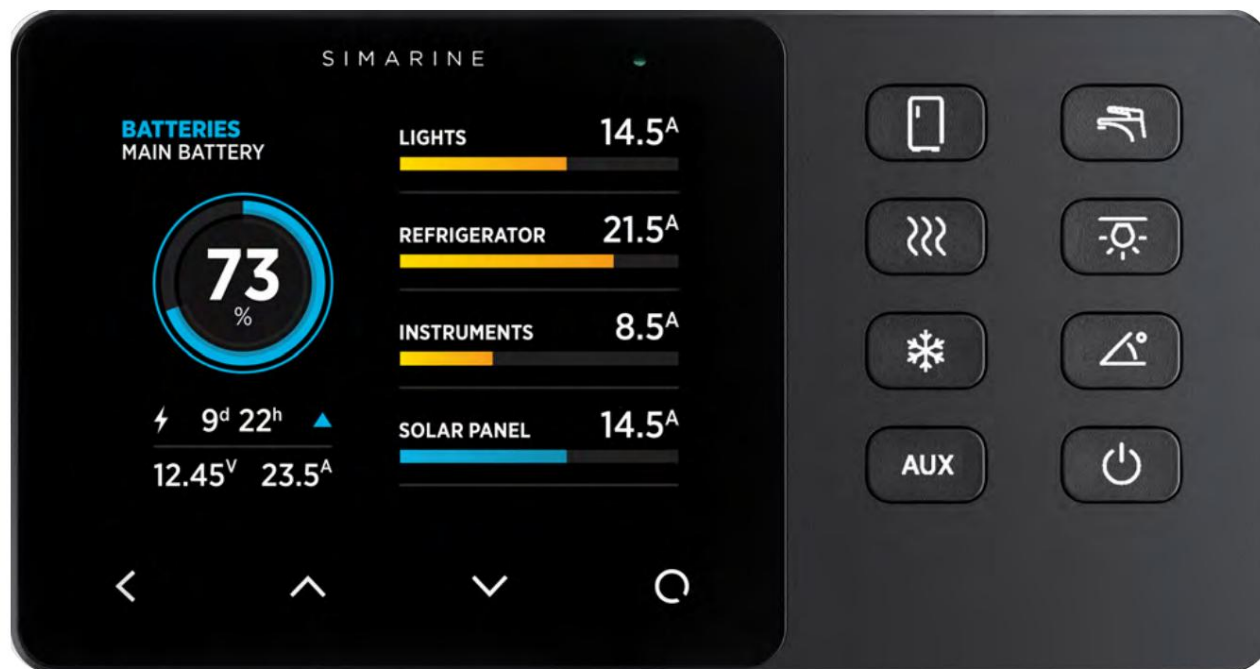 SIMARINE
BATTERIES
MAIN BATTERY
73
%
9d 22h
12.45V 23.5A
LIGHTS 14.5A
REFRIGERATOR 21.5A
INSTRUMENTS 8.5A
SOLAR PANEL 14.5A
AUX